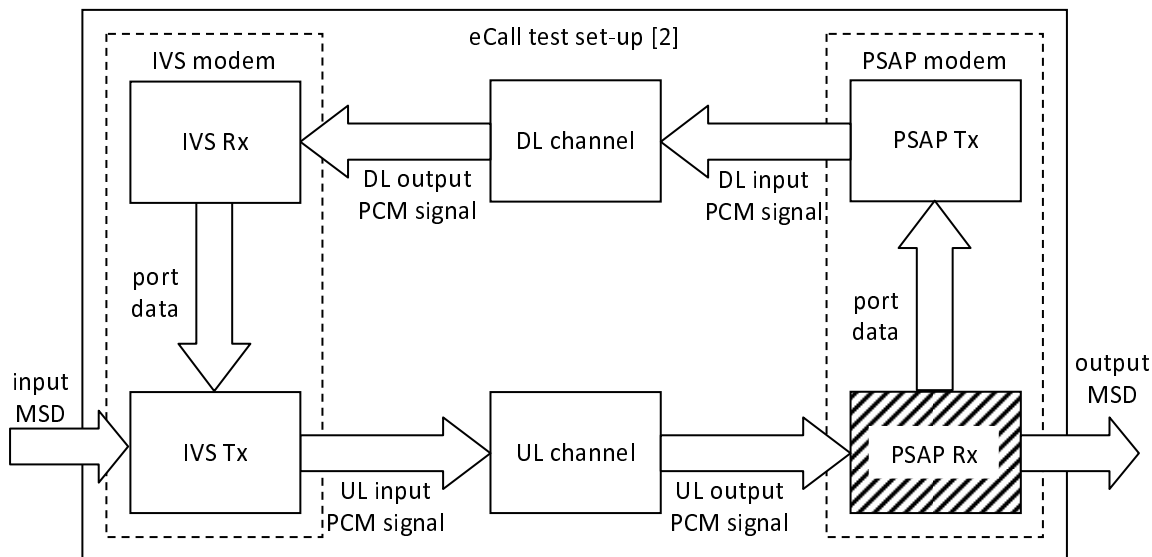 eCall test set-up [2]
IVS modem
PSAP modem
IVS Rx
DL channel
PSAP Tx
DL output
PCM signal
DL input
PCM signal
port
data
port
data
input
MSD
output
MSD
IVS Tx
UL channel
PSAP Rx
UL input
PCM signal
UL output
PCM signal